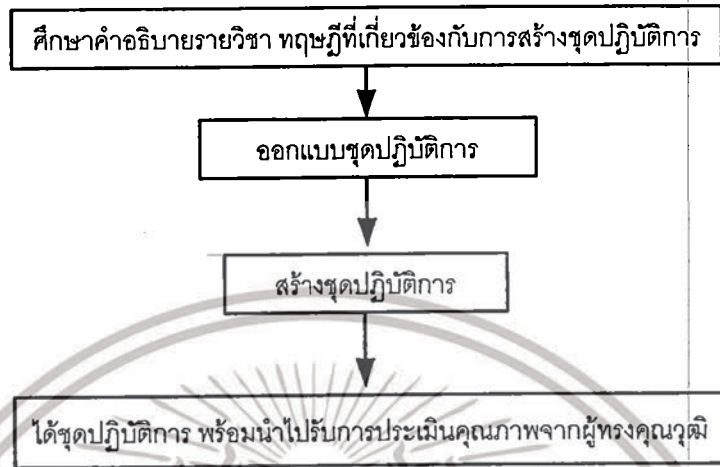 ศึกษาคำอธิบายรายวิชา ทฤษฎีที่เกี่ยวข้องกับการสร้างชุดปฏิบัติการ
ออกแบบชุดปฏิบัติการ
สร้างชุดปฏิบัติการ
ได้ชุดปฏิบัติการ พร้อมนำไปรับการประเมินคุณภาพจากผู้ทรงคุณวุฒิ